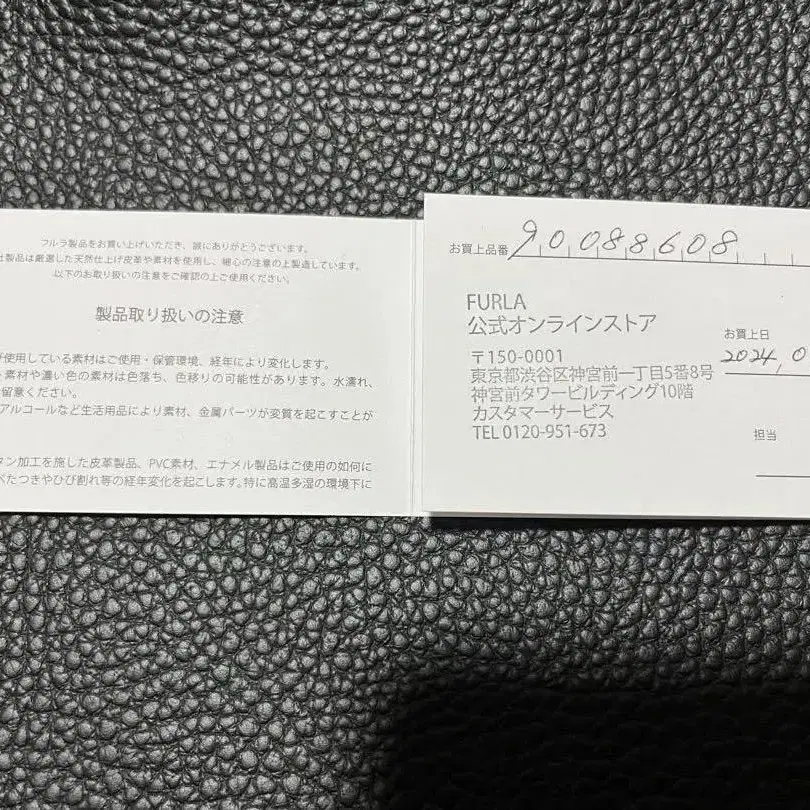 フルラ製品をお買い上げいただき、誠にありがとうございます。
社製品は厳選した天然仕上げ皮革や素材を使用し、細心の注意の上製造しています。
以下のお取り扱いの注意をご確認の上ご使用ください。
製品取り扱いの注意
使用している素材はご使用・保管環境、経年により変化します。
素材や濃い色の素材は色落ち、色移りの可能性があります。水濡れ、
留意ください。
アルコールなど生活用品により素材、金属パーツが変質を起こすことが
タン加工を施した皮革製品、PVC素材、エナメル製品はご使用の如何に
べたつきやひび割れ等の経年変化を起こします。特に高温多湿の環境下に
お買上品番 90088608
FURLA
公式オンラインストア
〒150-0001
東京都渋谷区神宮前一丁目5番8号
神宮前タワービルディング10階
カスタマーサービス
TEL 0120-951-673
お買上日
2024, 0
担当